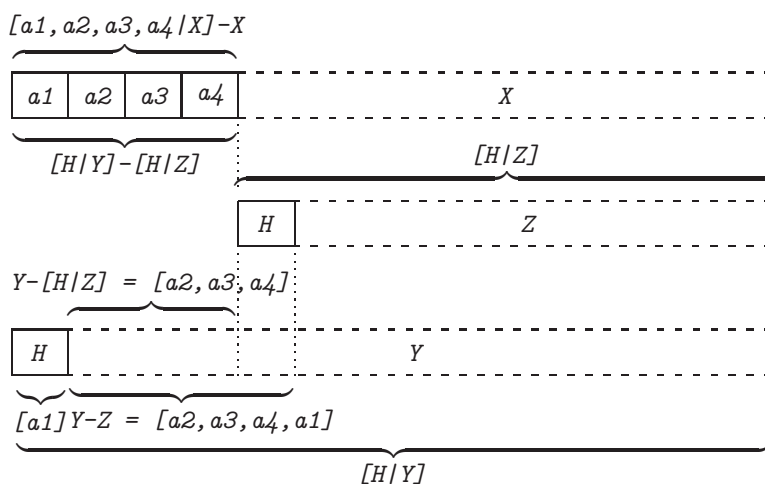 [a1,a2,a3,a4|X]-X
a1 a2 a3 a4 X
[H|Y]-[H|Z] [H|Z]
H Z
Y-[H|Z] = [a2,a3,a4]
H Y
[a1] Y-Z = [a2,a3,a4,a1]
[H|Y]